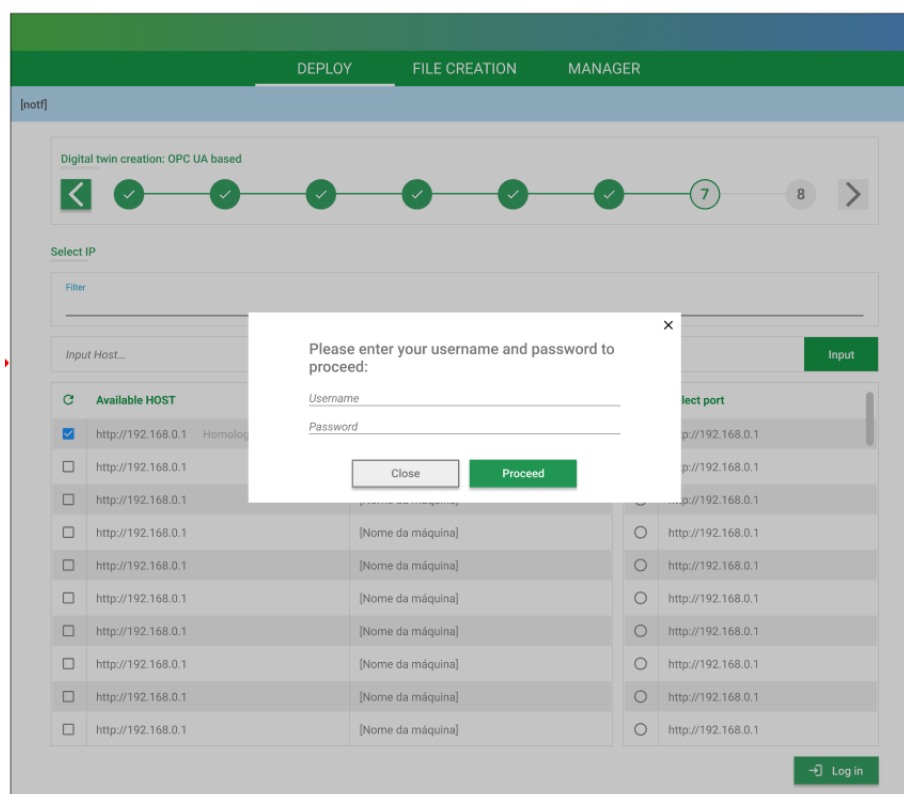 DEPLOY FILE CREATION MANAGER
[notf]
Digital twin creation: OPC UA based
7 8
Select IP
Filter
Input Host...
Input
Please enter your username and password to
proceed:
Username
Password
Close Proceed
Available HOST lect port
http://192.168.0.1 Homolog p://192.168.0.1
http://192.168.0.1 p://192.168.0.1
http://192.168.0.1 [Nome da máquina] http://192.168.0.1
http://192.168.0.1 [Nome da máquina] http://192.168.0.1
http://192.168.0.1 [Nome da máquina] http://192.168.0.1
http://192.168.0.1 [Nome da máquina] http://192.168.0.1
http://192.168.0.1 [Nome da máquina] http://192.168.0.1
http://192.168.0.1 [Nome da máquina] http://192.168.0.1
http://192.168.0.1 [Nome da máquina] http://192.168.0.1
http://192.168.0.1 [Nome da máquina] http://192.168.0.1
Log in